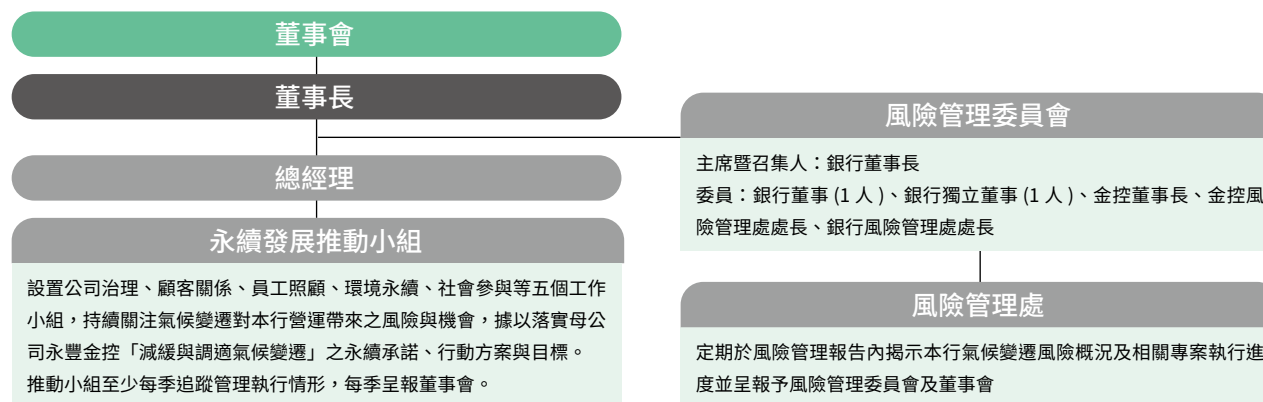 董事會
董事長
總經理
永續發展推動小組
設置公司治理、顧客關係、員工照顧、環境永續、社會參與等五個工作
小組，持續關注氣候變遷對本行營運帶來之風險與機會，據以落實母公
司永豐金控「減緩與調適氣候變遷」之永續承諾、行動方案與目標。
推動小組至少每季追蹤管理執行情形，每季呈報董事會。
風險管理委員會
主席暨召集人：銀行董事長
委員：銀行董事 (1 人 )、銀行獨立董事 (1 人 )、金控董事長、金控風
險管理處處長、銀行風險管理處處長
風險管理處
定期於風險管理報告內揭示本行氣候變遷風險概況及相關專案執行進
度並呈報予風險管理委員會及董事會